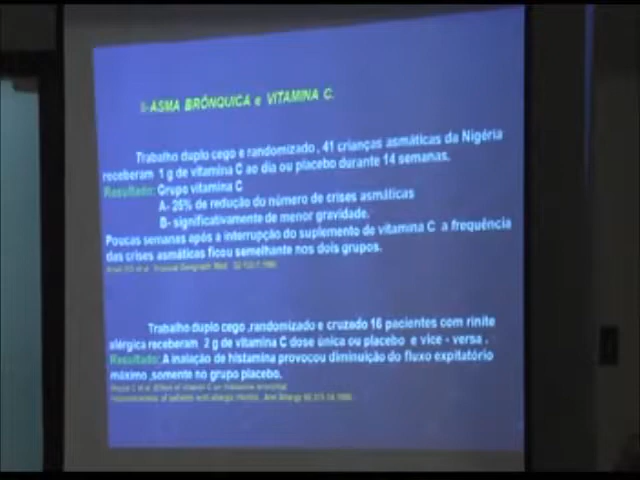 ASMA BRÔNQUICA e VITAMINA C.
Trabalho duplo cego e randomizado , 41 crianças asmáticas da Nigéria
receberam 1 g de vitamina C ao dia ou placebo durante 14 semanas.
Resultado: Grupo vitamina C
A- 25% de redução do número de crises asmáticas
B- significativamente de menor gravidade.
Poucas semanas após a interrupção do suplemento de vitamina C a frequência
das crises asmáticas ficou semelhante nos dois grupos.
Trabalho duplo cego ,randomizado e cruzado 16 pacientes com rinite
alérgica receberam 2 g de vitamina C dose única ou placebo e vice - versa .
Resultado: A inalação de histamina provocou diminuição do fluxo expiratório
máximo ,somente no grupo placebo.